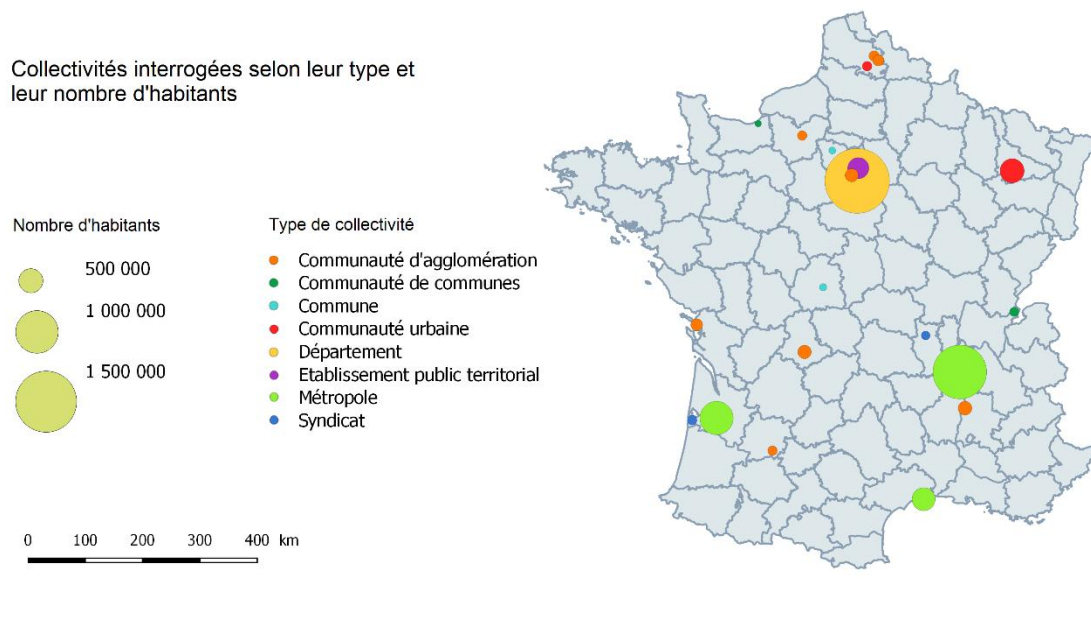 Collectivités interrogées selon leur type et
leur nombre d'habitants
Nombre d'habitants
500 000
1 000 000
1 500 000
Type de collectivité
Communauté d'agglomération
Communauté de communes
Commune
Communauté urbaine
Département
Etablissement public territorial
Métropole
Syndicat
0 100 200 300 400 km